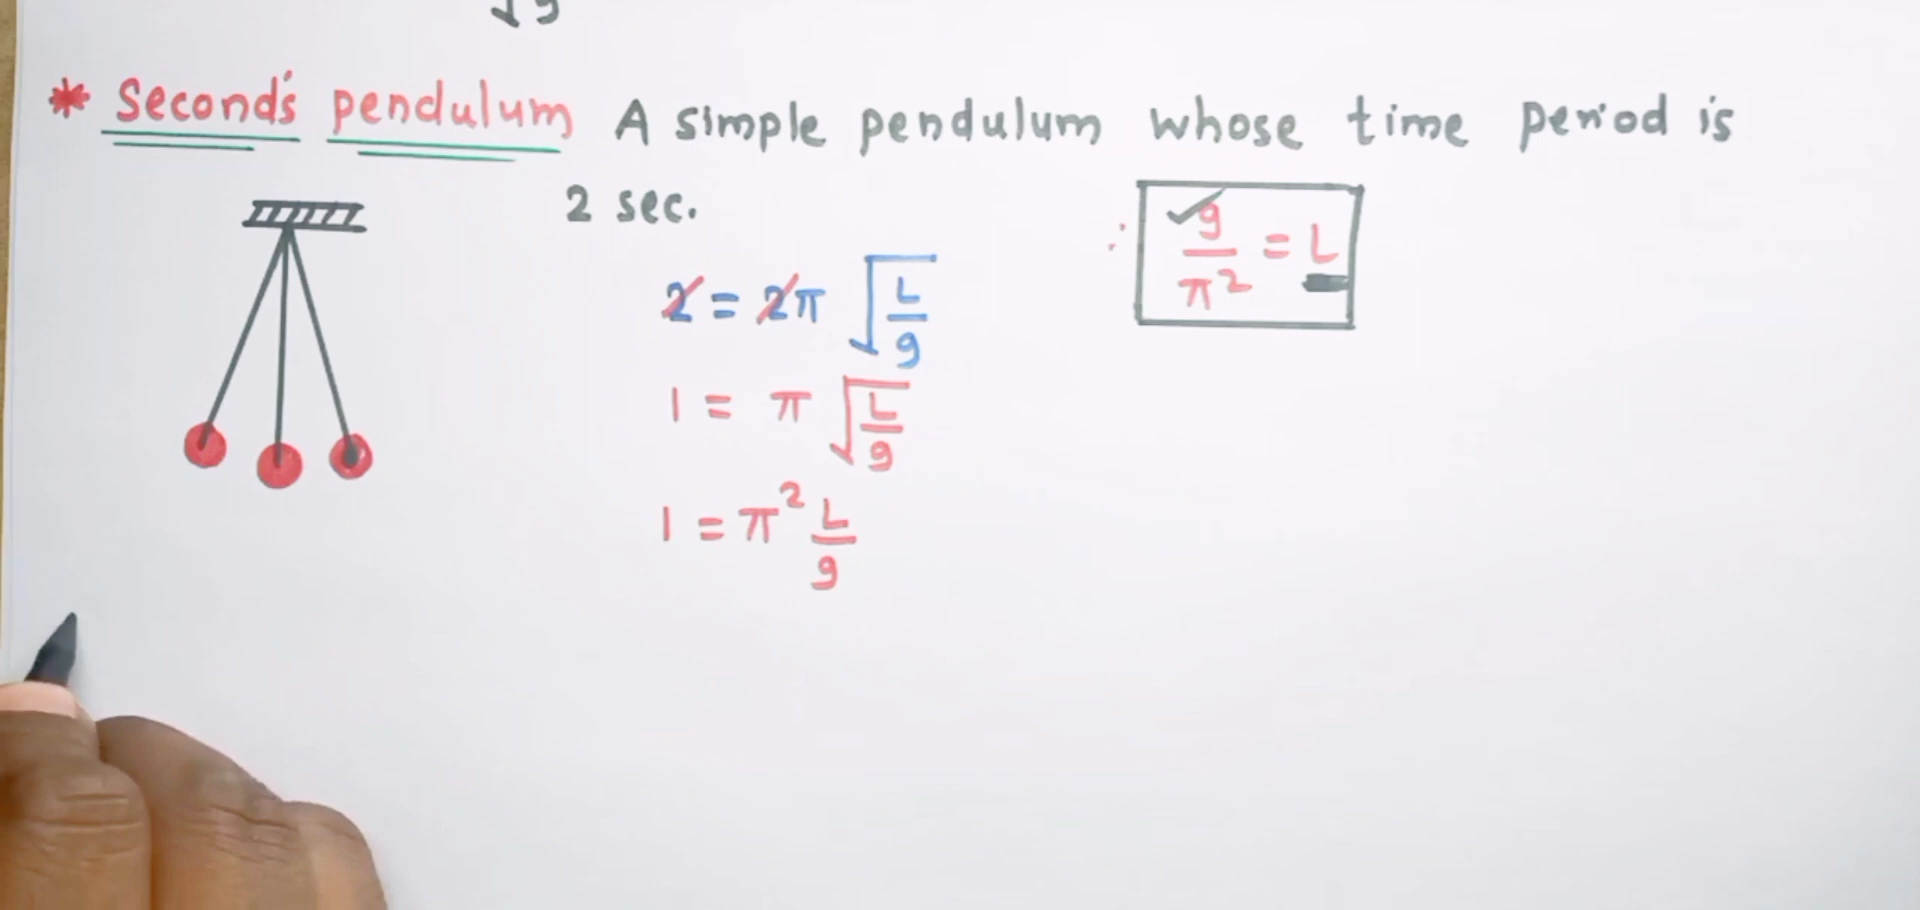 √g
* Second's pendulum A simple pendulum whose time period is
2 sec.
∴ g/π² = L
2 = 2π √(L/g)
1 = π √(L/g)
1 = π² L/g